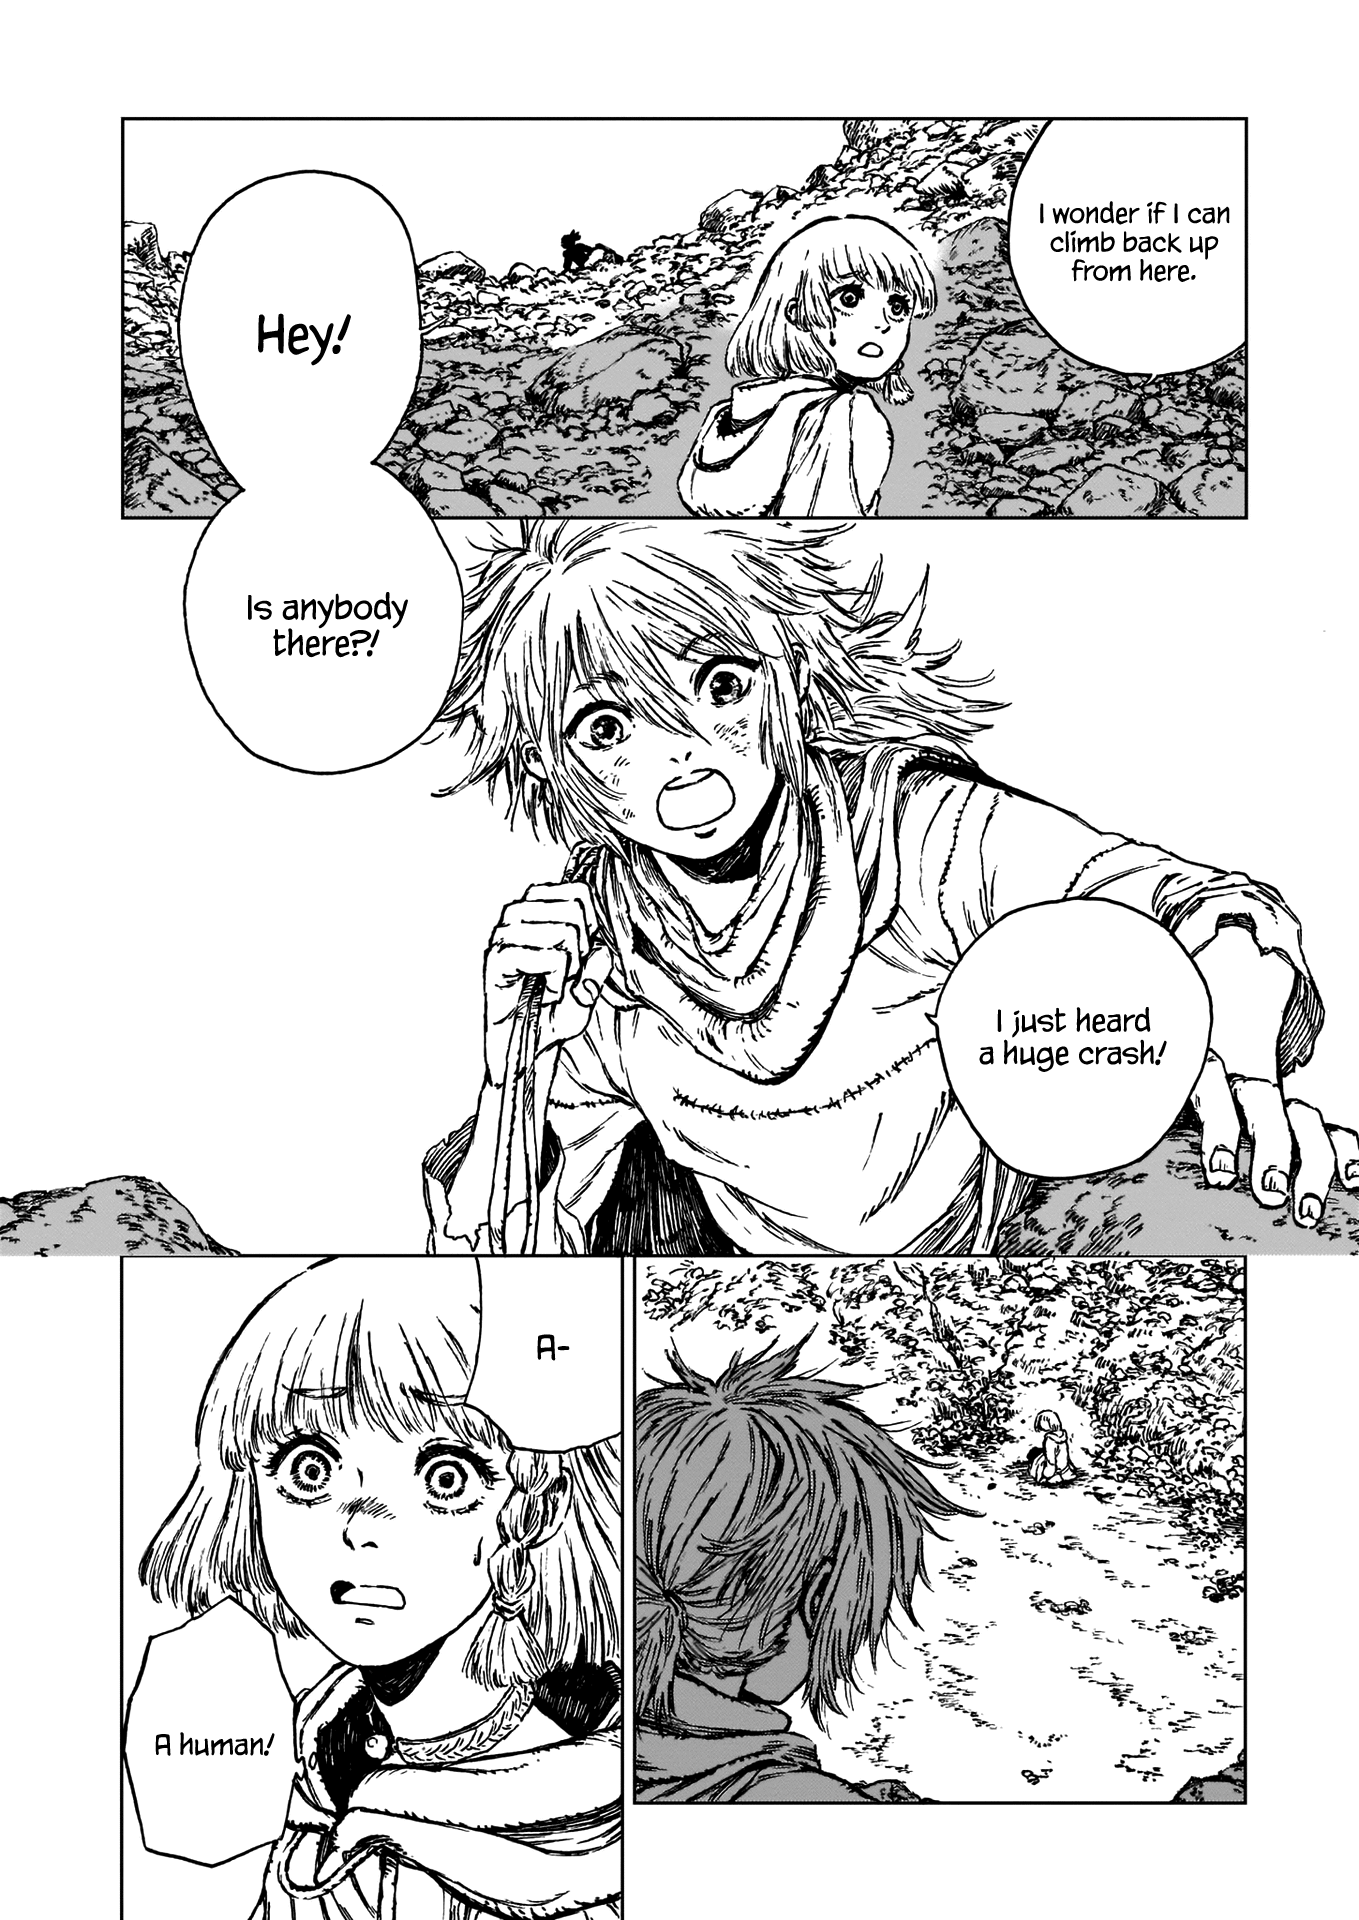 I wonder if I can
climb back up
from here.
Hey!
Is anybody
there?!
I just heard
a huge crash!
A-
A human!